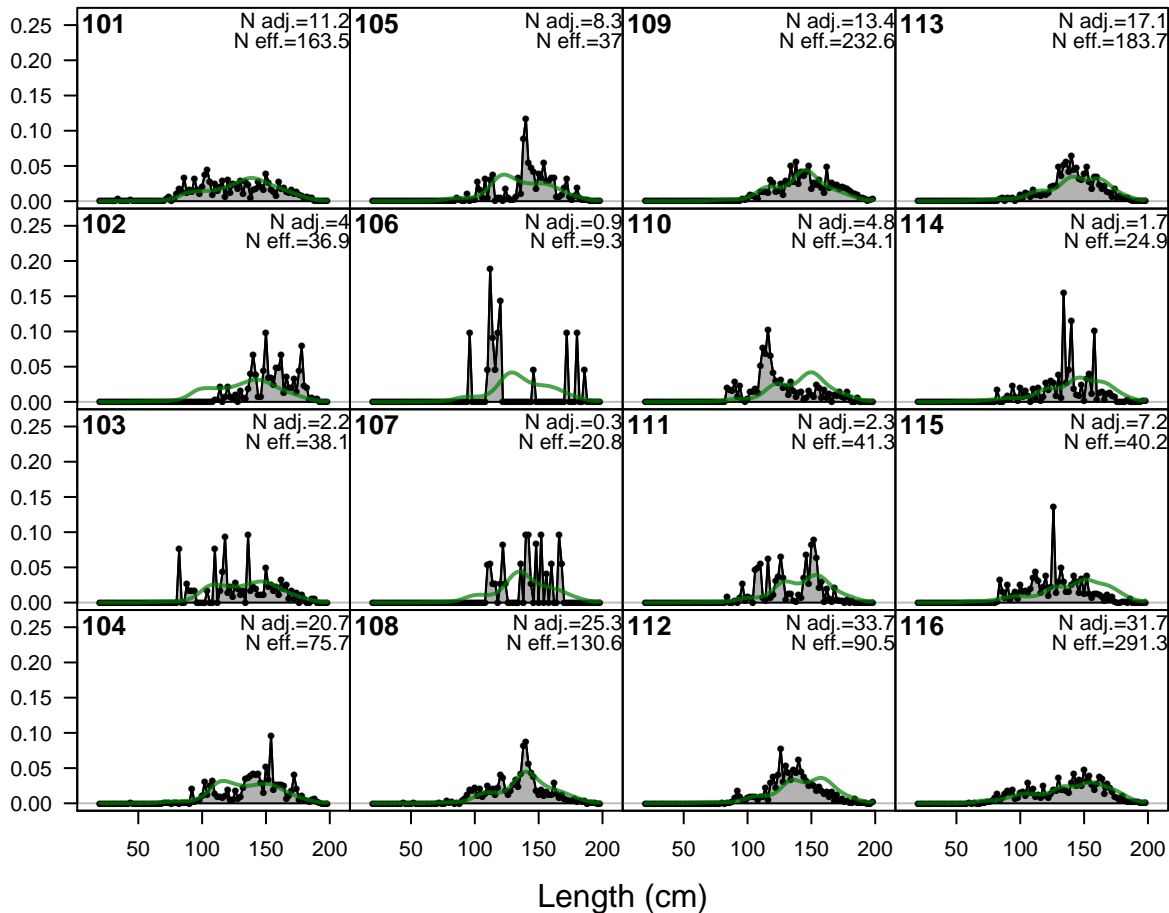 101 N adj.=11.2
N eff.=163.5
105 N adj.=8.3
N eff.=37
109 N adj.=13.4
N eff.=232.6
113 N adj.=17.1
N eff.=183.7
0.25
0.20
0.15
0.10
0.05
0.00
102 N adj.=4
N eff.=36.9
106 N adj.=0.9
N eff.=9.3
110 N adj.=4.8
N eff.=34.1
114 N adj.=1.7
N eff.=24.9
0.25
0.20
0.15
0.10
0.05
0.00
103 N adj.=2.2
N eff.=38.1
107 N adj.=0.3
N eff.=20.8
111 N adj.=2.3
N eff.=41.3
115 N adj.=7.2
N eff.=40.2
0.25
0.20
0.15
0.10
0.05
0.00
104 N adj.=20.7
N eff.=75.7
108 N adj.=25.3
N eff.=130.6
112 N adj.=33.7
N eff.=90.5
116 N adj.=31.7
N eff.=291.3
0.25
0.20
0.15
0.10
0.05
0.00
50 100 150 200 50 100 150 200 50 100 150 200 50 100 150 200
Length (cm)